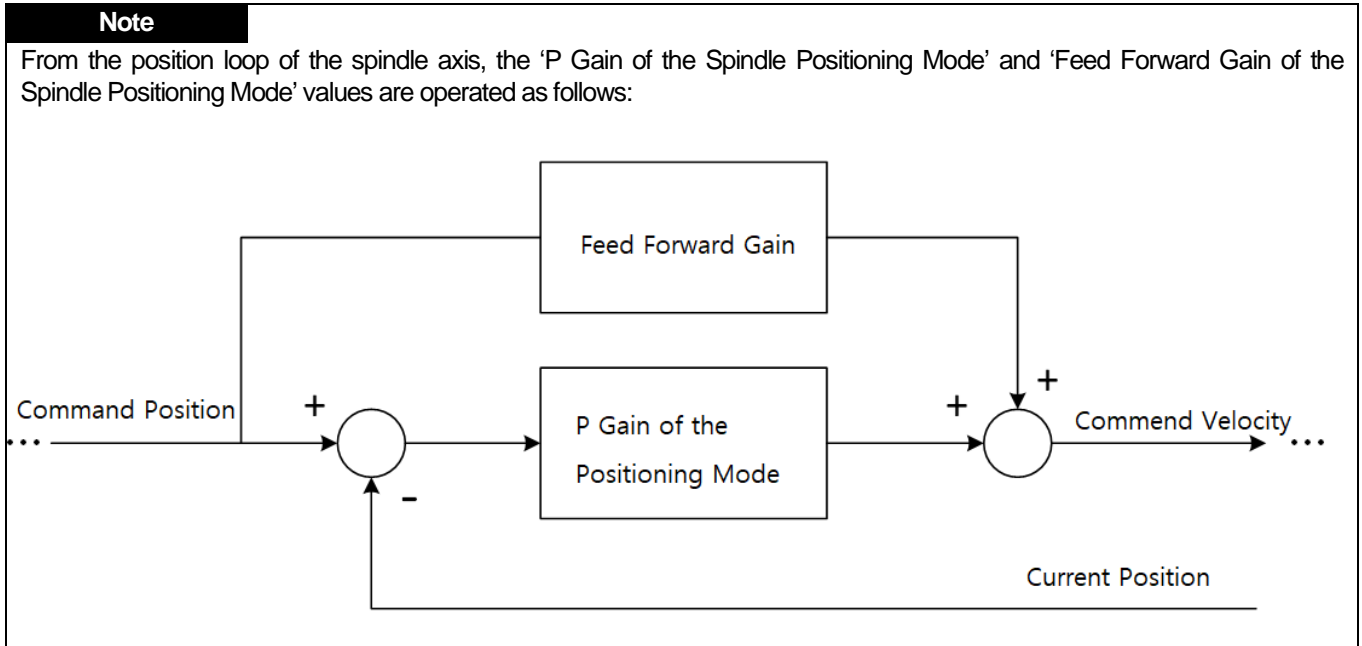 Note
From the position loop of the spindle axis, the ‘P Gain of the Spindle Positioning Mode’ and ‘Feed Forward Gain of the
Spindle Positioning Mode’ values are operated as follows:
Feed Forward Gain
Command Position
+
-
P Gain of the
Positioning Mode
+
+
Commend Velocity
Current Position